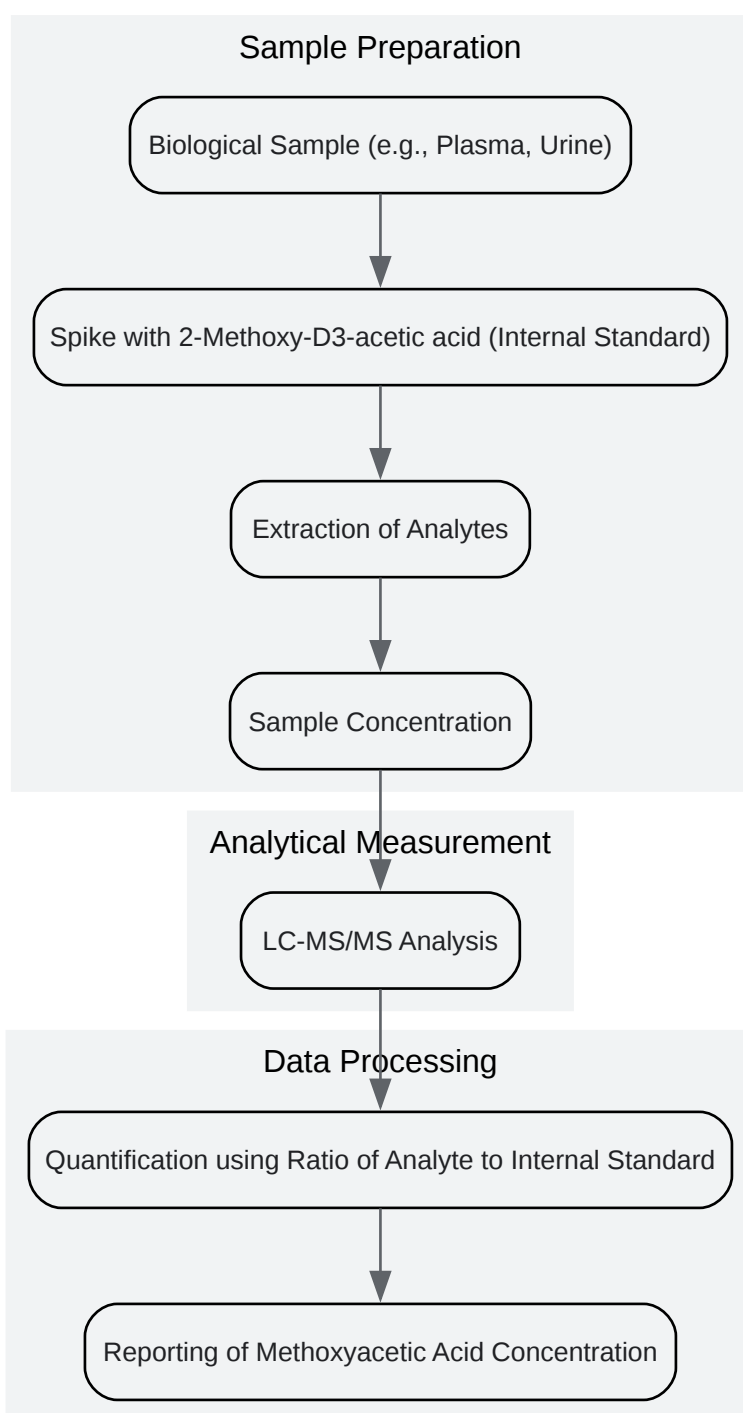 Sample Preparation
Biological Sample (e.g., Plasma, Urine)
Spike with 2-Methoxy-D3-acetic acid (Internal Standard)
Extraction of Analytes
Sample Concentration
Analytical Measurement
LC-MS/MS Analysis
Data Processing
Quantification using Ratio of Analyte to Internal Standard
Reporting of Methoxyacetic Acid Concentration